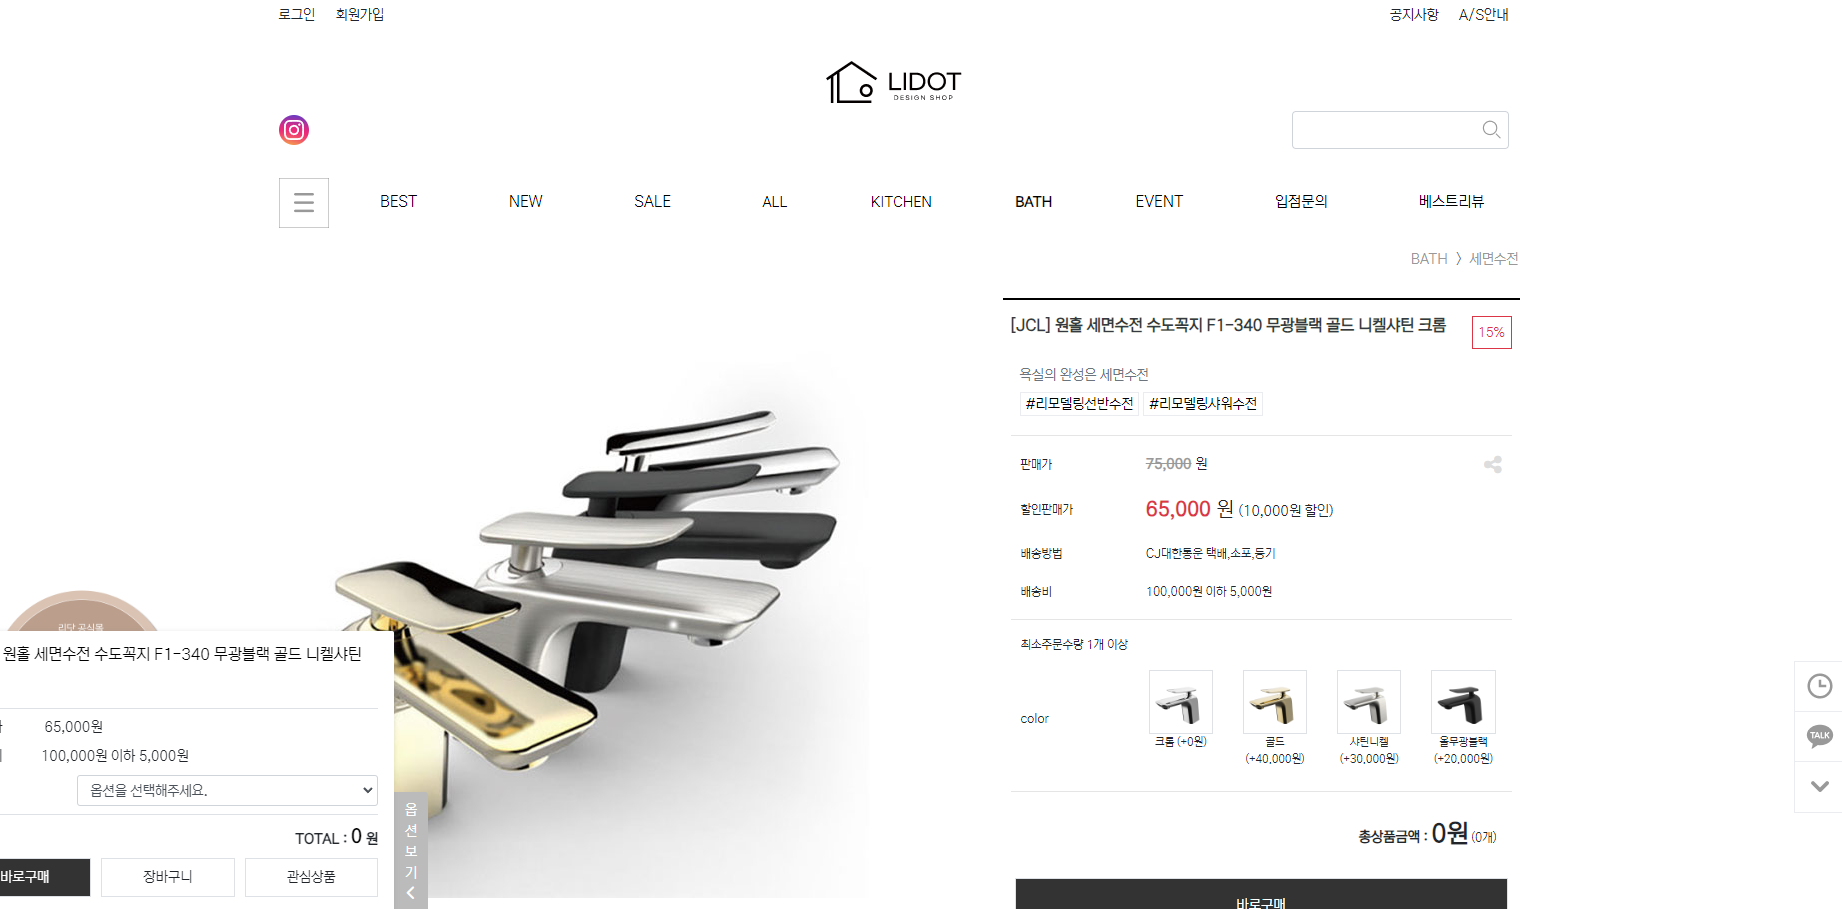 로그인 회원가입 공지사항 A/S안내
LIDOT
DESIGN SHOP
BEST NEW SALE ALL KITCHEN BATH EVENT 입점문의 베스트리뷰
BATH 〉 세면수전
[JCL] 원홀 세면수전 수도꼭지 F1-340 무광블랙 골드 니켈샤틴 크롬
15%
욕실의 완성은 세면수전
#리모델링선반수전 #리모델링샤워수전
판매가 75,000 원
할인판매가 65,000 원 (10,000원 할인)
배송방법 CJ대한통운 택배,소포,등기
배송비 100,000원 이하 5,000원
최소주문수량 1개 이상
color
크롬 (+0원)
골드
(+40,000원)
샤틴니켈
(+30,000원)
올무광블랙
(+20,000원)
총상품금액 : 0원 (0개)
바로구매
리닷 공식몰
원홀 세면수전 수도꼭지 F1-340 무광블랙 골드 니켈샤틴
65,000원
100,000원 이하 5,000원
옵션을 선택해주세요.
TOTAL : 0 원
바로구매 장바구니 관심상품
옵션보기
TALK